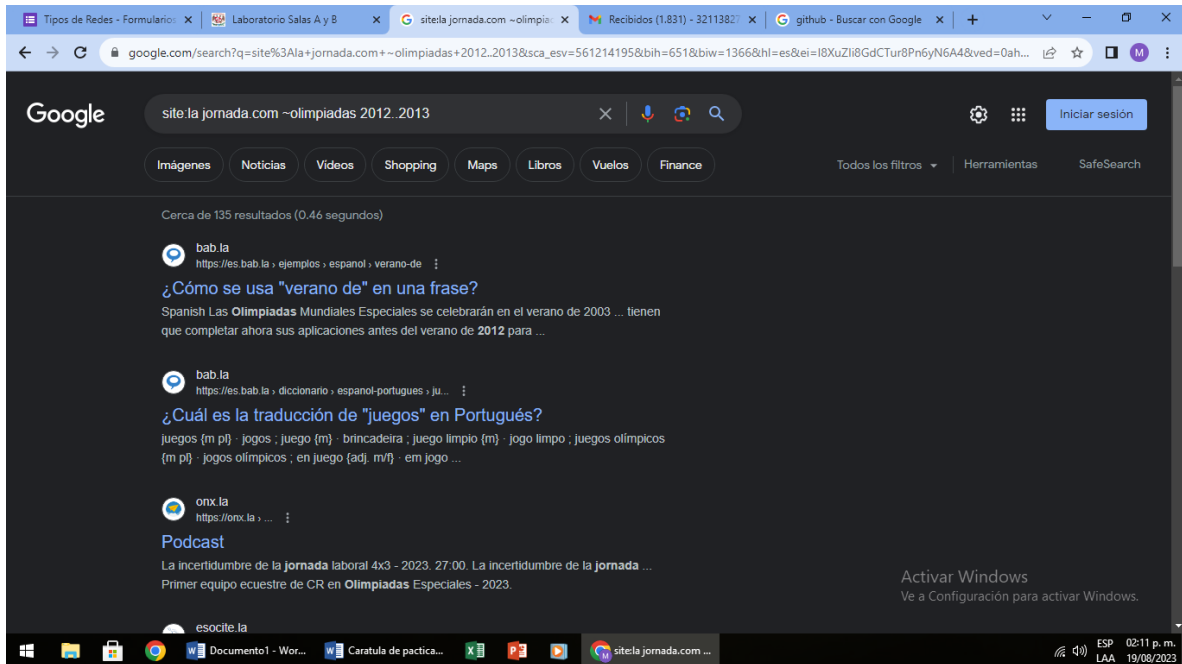 Tipos de Redes - Formularios
Laboratorio Salas A y B
site:la jornada.com ~olimpiad
Recibidos (1.831) - 32113827
github - Buscar con Google
google.com/search?q=site%3Ala+jornada.com+~olimpiadas+2012..2013&sca_esv=561214195&bih=651&biw=1366&hl=es&ei=I8XuZIi8GdCTur8Pn6yN6A4&ved=0ah...
M
Google
site:la jornada.com ~olimpiadas 2012..2013
Iniciar sesión
Imágenes
Noticias
Vídeos
Shopping
Maps
Libros
Vuelos
Finance
Todos los filtros
Herramientas
SafeSearch
Cerca de 135 resultados (0.46 segundos)
bab.la
https://es.bab.la › ejemplos › espanol › verano-de
¿Cómo se usa "verano de" en una frase?
Spanish Las Olimpiadas Mundiales Especiales se celebrarán en el verano de 2003 ... tienen
que completar ahora sus aplicaciones antes del verano de 2012 para ...
bab.la
https://es.bab.la › diccionario › espanol-portugues › ju...
¿Cuál es la traducción de "juegos" en Portugués?
juegos {m pl} · jogos ; juego {m} · brincadeira ; juego limpio {m} · jogo limpo ; juegos olímpicos
{m pl} · jogos olímpicos ; en juego {adj. m/f} · em jogo ...
onx.la
https://onx.la › ...
Podcast
La incertidumbre de la jornada laboral 4x3 - 2023. 27:00. La incertidumbre de la jornada ...
Primer equipo ecuestre de CR en Olimpiadas Especiales - 2023.
esocite.la
Activar Windows
Ve a Configuración para activar Windows.
Documento1 - Wor...
Caratula de pactica...
site:la jornada.com ...
ESP
LAA
02:11 p. m.
19/08/2023